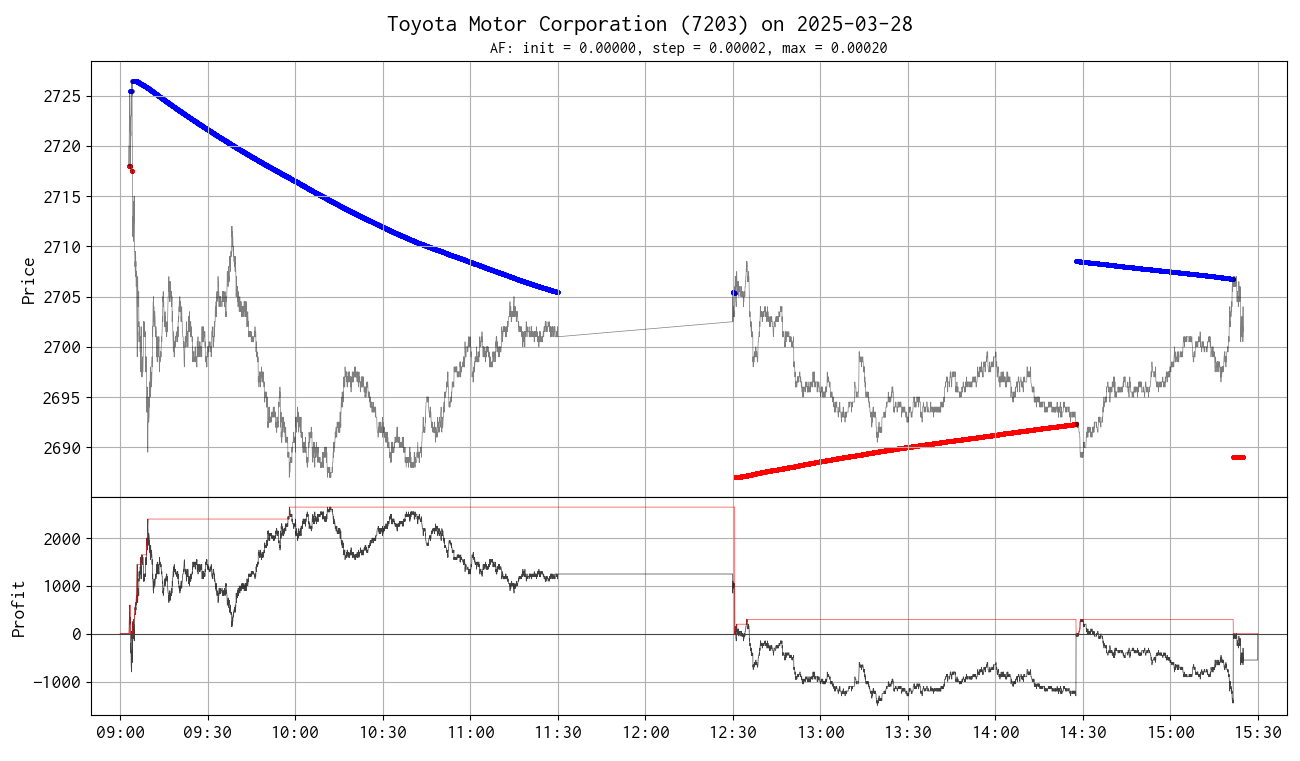 Toyota Motor Corporation (7203) on 2025-03-28
AF: init = 0.00000, step = 0.00002, max = 0.00020
Price
2725
2720
2715
2710
2705
2700
2695
2690
Profit
2000
1000
0
−1000
09:00 09:30 10:00 10:30 11:00 11:30 12:00 12:30 13:00 13:30 14:00 14:30 15:00 15:30